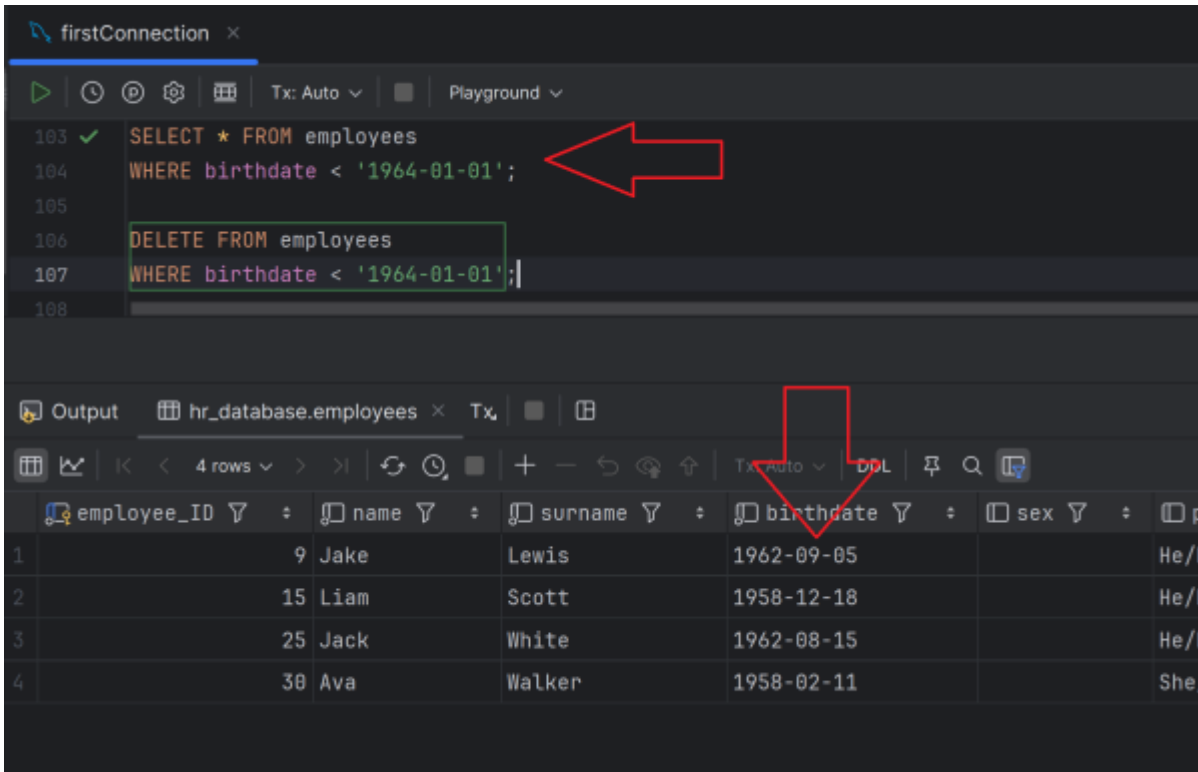 firstConnection ×
Tx: Auto Playground
103 SELECT * FROM employees
104 WHERE birthdate < '1964-01-01';
105
106 DELETE FROM employees
107 WHERE birthdate < '1964-01-01';
108
Output hr_database.employees × Tx
4 rows Tx: Auto DDL
employee_ID name surname birthdate sex p
1 9 Jake Lewis 1962-09-05 He/
2 15 Liam Scott 1958-12-18 He/
3 25 Jack White 1962-08-15 He/
4 30 Ava Walker 1958-02-11 She